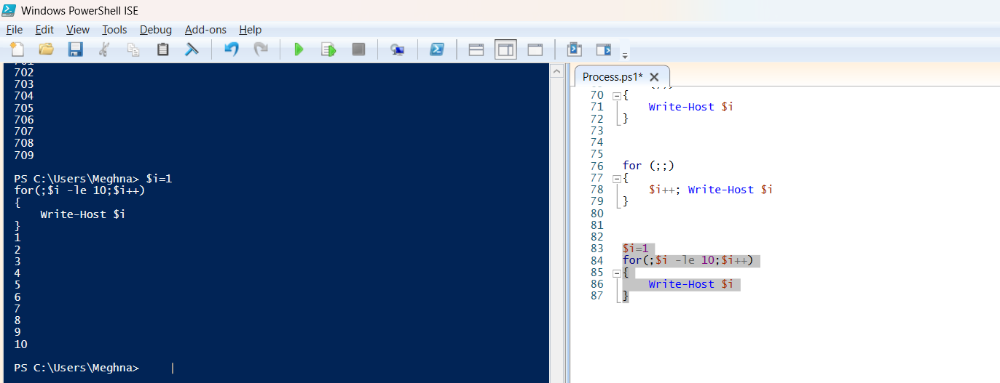 Windows PowerShell ISE
File Edit View Tools Debug Add-ons Help
702
703
704
705
706
707
708
709
PS C:\Users\Meghna> $i=1
for(;$i -le 10;$i++)
{
    Write-Host $i
}
1
2
3
4
5
6
7
8
9
10
PS C:\Users\Meghna>
Process.ps1* X
70 {
71     Write-Host $i
72 }
73
74
75
76 for (;;)
77 {
78     $i++; Write-Host $i
79 }
80
81
82
83 $i=1
84 for(;$i -le 10;$i++)
85 {
86     Write-Host $i
87 }